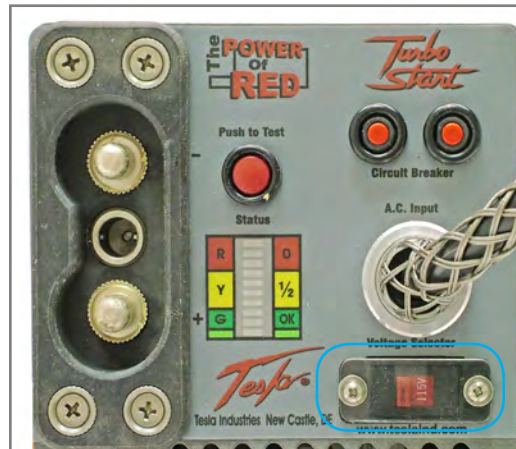 The POWER
Of
RED
Turbo
Start
Push to Test
-
Circuit Breaker
Status
A.C. Input
R O
Y 1/2
+ G OK
Voltage Selector
115V
Tesla®
Tesla Industries New Castle, DE
www.teslaind.com